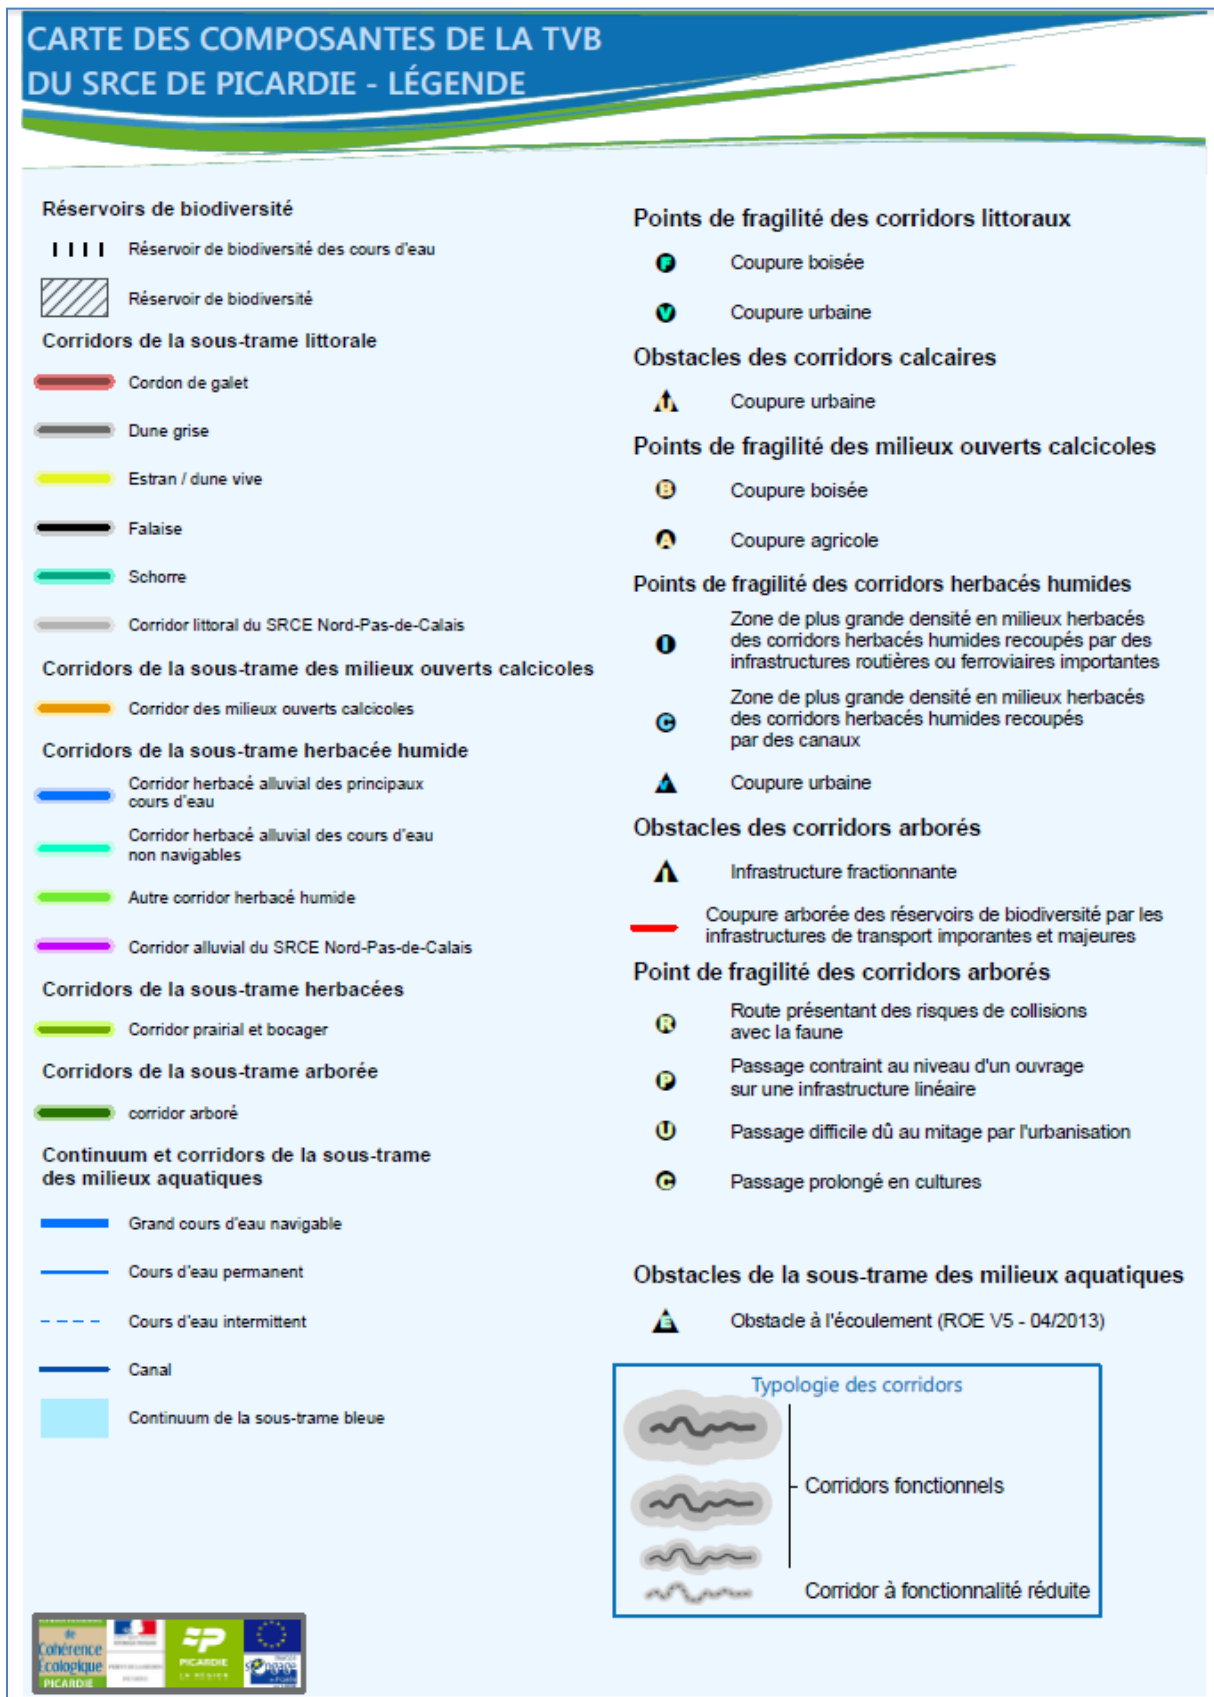 CARTE DES COMPOSANTES DE LA TVB
DU SRCE DE PICARDIE - LÉGENDE
Réservoirs de biodiversité
Réservoir de biodiversité des cours d'eau
Réservoir de biodiversité
Corridors de la sous-trame littorale
Cordon de galet
Dune grise
Estran / dune vive
Falaise
Schorre
Corridor littoral du SRCE Nord-Pas-de-Calais
Corridors de la sous-trame des milieux ouverts calcicoles
Corridor des milieux ouverts calcicoles
Corridors de la sous-trame herbacée humide
Corridor herbacé alluvial des principaux
cours d'eau
Corridor herbacé alluvial des cours d'eau
non navigables
Autre corridor herbacé humide
Corridor alluvial du SRCE Nord-Pas-de-Calais
Corridors de la sous-trame herbacées
Corridor prairial et bocager
Corridors de la sous-trame arborée
corridor arboré
Continuum et corridors de la sous-trame
des milieux aquatiques
Grand cours d'eau navigable
Cours d'eau permanent
Cours d'eau intermittent
Canal
Continuum de la sous-trame bleue
Points de fragilité des corridors littoraux
F Coupure boisée
V Coupure urbaine
Obstacles des corridors calcaires
Coupure urbaine
Points de fragilité des milieux ouverts calcicoles
B Coupure boisée
A Coupure agricole
Points de fragilité des corridors herbacés humides
Zone de plus grande densité en milieux herbacés
I des corridors herbacés humides recoupés par des
infrastructures routières ou ferroviaires importantes
Zone de plus grande densité en milieux herbacés
C des corridors herbacés humides recoupés
par des canaux
V Coupure urbaine
Obstacles des corridors arborés
I Infrastructure fractionnante
Coupure arborée des réservoirs de biodiversité par les
infrastructures de transport imporantes et majeures
Point de fragilité des corridors arborés
R Route présentant des risques de collisions
avec la faune
P Passage contraint au niveau d'un ouvrage
sur une infrastructure linéaire
U Passage difficile dû au mitage par l'urbanisation
C Passage prolongé en cultures
Obstacles de la sous-trame des milieux aquatiques
E Obstacle à l'écoulement (ROE V5 - 04/2013)
Typologie des corridors
Corridors fonctionnels
Corridor à fonctionnalité réduite
de
Cohérence
Écologique
PICARDIE
PICARDIE
LA RÉGION
s'engage